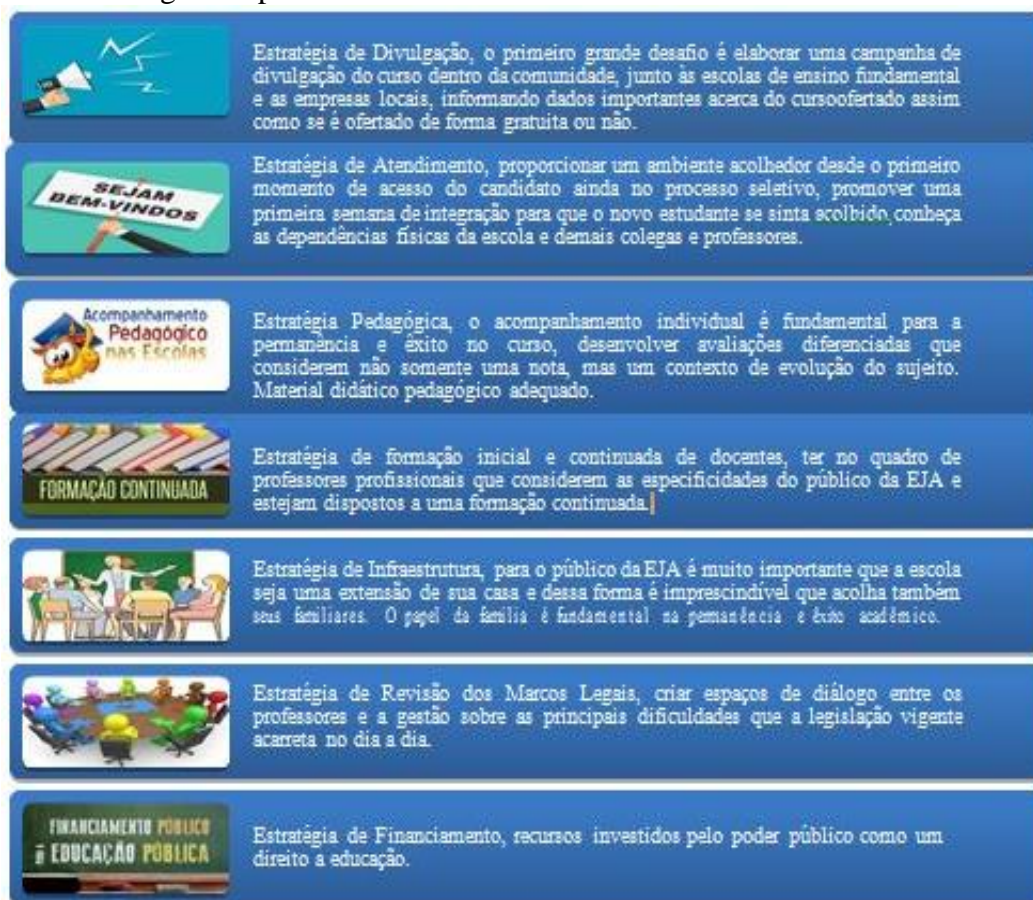 Estratégia de Divulgação, o primeiro grande desafio é elaborar uma campanha de
divulgação do curso dentro da comunidade, junto às escolas de ensino fundamental
e as empresas locais, informando dados importantes acerca do cursoofertado assim
como se é ofertado de forma gratuita ou não.
SEJAM
BEM-VINDOS
Estratégia de Atendimento, proporcionar um ambiente acolhedor desde o primeiro
momento de acesso do candidato ainda no processo seletivo, promover uma
primeira semana de integração para que o novo estudante se sinta acolhido,conheça
as dependências físicas da escola e demais colegas e professores.
Acompanhamento
Pedagógico
nas Escolas
Estratégia Pedagógica, o acompanhamento individual é fundamental para a
permanência e êxito no curso, desenvolver avaliações diferenciadas que
considerem não somente uma nota, mas um contexto de evolução do sujeito.
Material didático pedagógico adequado.
FORMAÇÃO CONTINUADA
Estratégia de formação inicial e continuada de docentes, ter no quadro de
professores profissionais que considerem as especificidades do público da EJA e
estejam dispostos a uma formação continuada.
Estratégia de Infraestrutura, para o público da EJA é muito importante que a escola
seja uma extensão de sua casa e dessa forma é imprescindível que acolha também
seus familiares. O papel da família é fundamental na permanência e êxito acadêmico.
Estratégia de Revisão dos Marcos Legais, criar espaços de diálogo entre os
professores e a gestão sobre as principais dificuldades que a legislação vigente
acarreta no dia a dia.
FINANCIAMENTO PÚBLICO
EDUCAÇÃO PÚBLICA
Estratégia de Financiamento, recursos investidos pelo poder público como um
direito a educação.